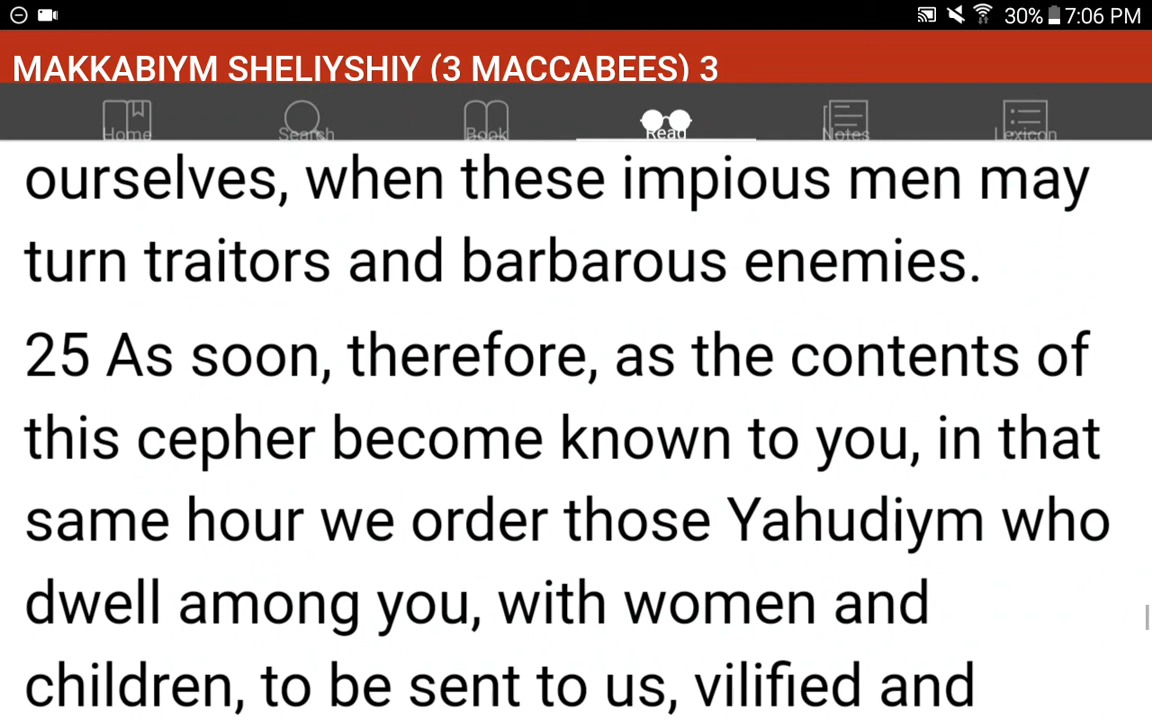 30% 7:06 PM
MAKKABIYM SHELIYSHIY (3 MACCABEES) 3
Home Search Book Read Notes Lexicon
ourselves, when these impious men may
turn traitors and barbarous enemies.
25 As soon, therefore, as the contents of
this cepher become known to you, in that
same hour we order those Yahudiym who
dwell among you, with women and
children, to be sent to us, vilified and